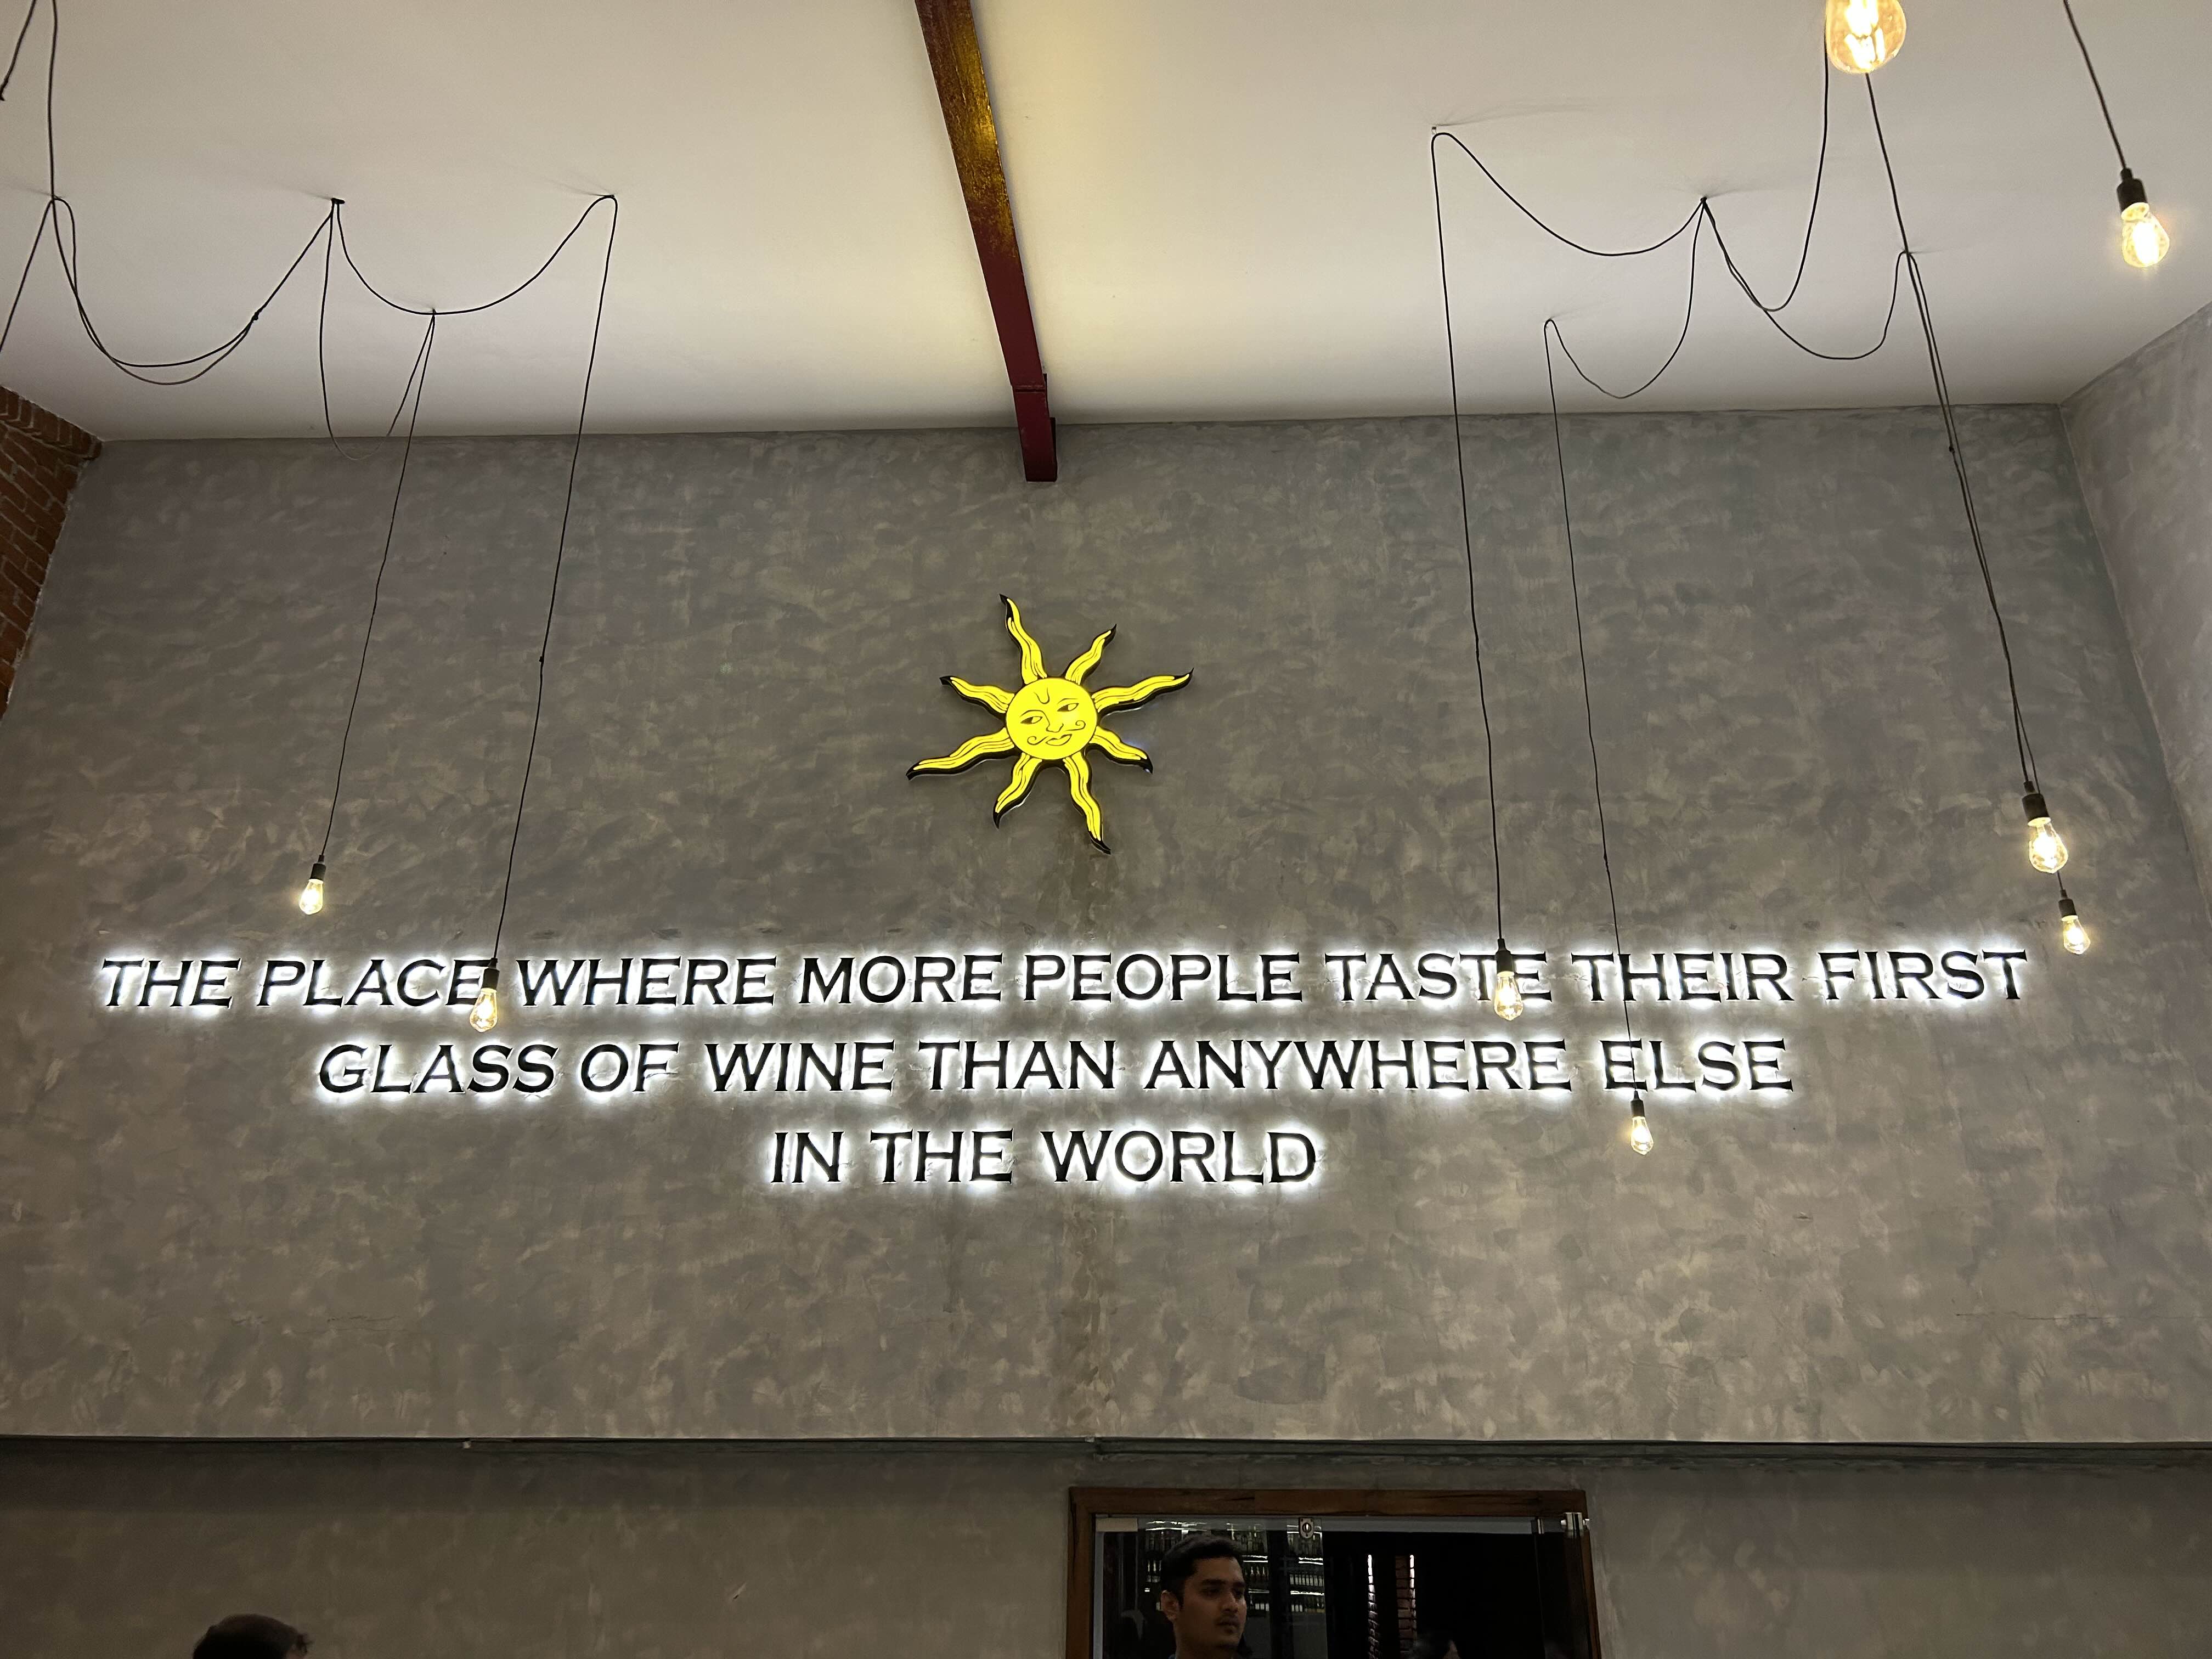 THE PLACE WHERE MORE PEOPLE TASTE THEIR FIRST
GLASS OF WINE THAN ANYWHERE ELSE
IN THE WORLD